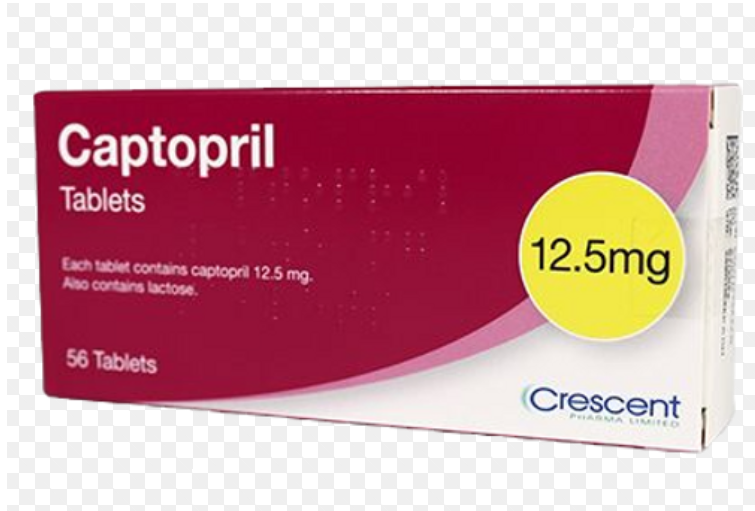 Captopril
Tablets
Each tablet contains captopril 12.5 mg.
Also contains lactose.
12.5mg
56 Tablets
Crescent
PHARMA LIMITED